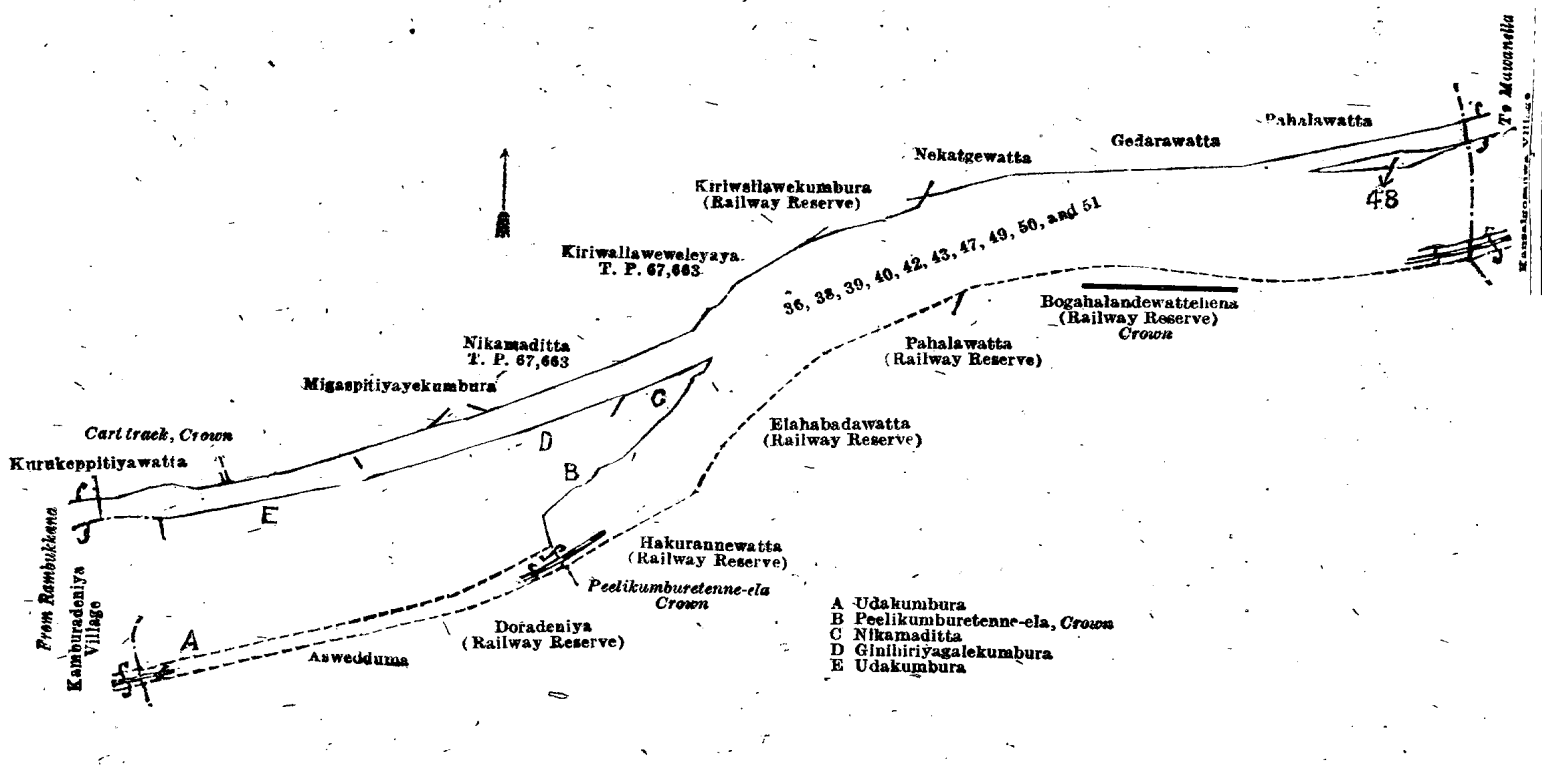 To Mawanella
Pahalawatta
Gedarawatta
Nekatgewatta
Kiriwallawekumbura
(Railway Reserve)
48
36, 38, 39, 40, 42, 43, 47, 49, 50, and 51
Kiriwallaweweleyaya
T. P. 67,663
Bogahalandewattehena
(Railway Reserve)
Crown
Pahalawatta
(Railway Reserve)
Nikamaditta
T. P. 67,663
Migaspitiyayekumbura
C
Elahabadawatta
(Railway Reserve)
Cart track, Crown
D
Kurukeppitiyawatta
B
E
Hakurannewatta
(Railway Reserve)
Peelikumburetenne-ela
Crown
From Rambukkana
Kamburadeniya
Village
A
Doradeniya
(Railway Reserve)
Aswedduma
A Udakumbura
B Peelikumburetenne-ela, Crown
C Nikamaditta
D Ginihiriyagalekumbura
E Udakumbura